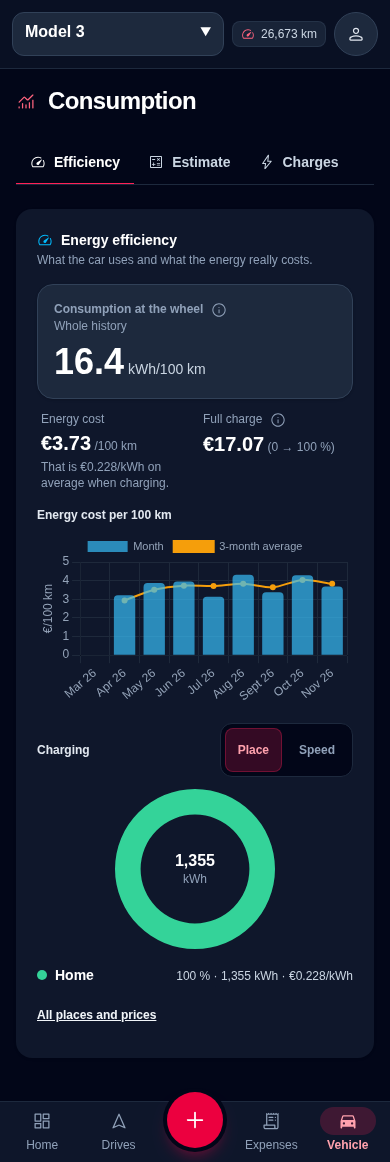 Model 3
26,673 km
Consumption
Efficiency
Estimate
Charges
Energy efficiency
What the car uses and what the energy really costs.
Consumption at the wheel
Whole history
16.4 kWh/100 km
Energy cost
€3.73 /100 km
That is €0.228/kWh on
average when charging.
Full charge
€17.07 (0 → 100 %)
Energy cost per 100 km
Month
3-month average
€/100 km
5
4
3
2
1
0
Mar 26
Apr 26
May 26
Jun 26
Jul 26
Aug 26
Sept 26
Oct 26
Nov 26
Charging
Place
Speed
1,355
kWh
Home
100 % · 1,355 kWh · €0.228/kWh
All places and prices
Home
Drives
Expenses
Vehicle